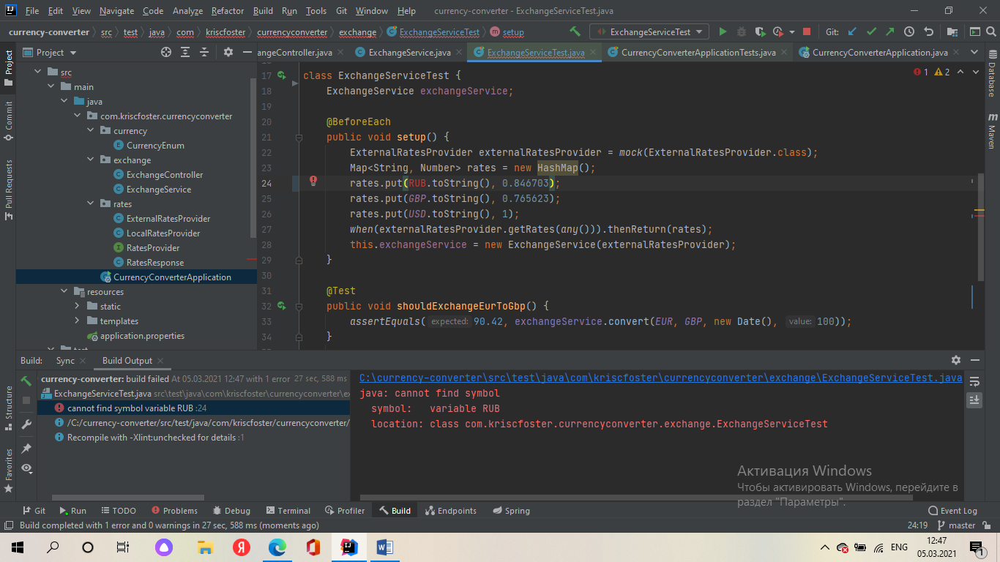 File Edit View Navigate Code Analyze Refactor Build Run Tools Git Window Help currency-converter - ExchangeServiceTest.java
currency-converter src test java com kriscfoster currencyconverter exchange ExchangeServiceTest setup ExchangeServiceTest Git:
Project
angeController.java ExchangeService.java ExchangeServiceTest.java CurrencyConverterApplicationTests.java CurrencyConverterApplication.java
Project
Commit
Pull Requests
Structure
Favorites
src
main
java
com.kriscfoster.currencyconverter
currency
CurrencyEnum
exchange
ExchangeController
ExchangeService
rates
ExternalRatesProvider
LocalRatesProvider
RatesProvider
RatesResponse
CurrencyConverterApplication
resources
static
templates
application.properties
1 2
17 class ExchangeServiceTest {
18 ExchangeService exchangeService;
19
20 @BeforeEach
21 public void setup() {
22 ExternalRatesProvider externalRatesProvider = mock(ExternalRatesProvider.class);
23 Map<String, Number> rates = new HashMap();
24 rates.put(RUB.toString(), 0.846703);
25 rates.put(GBP.toString(), 0.765623);
26 rates.put(USD.toString(), 1);
27 when(externalRatesProvider.getRates(any())).thenReturn(rates);
28 this.exchangeService = new ExchangeService(externalRatesProvider);
29 }
30
31 @Test
32 public void shouldExchangeEurToGbp() {
33 assertEquals( expected: 90.42, exchangeService.convert(EUR, GBP, new Date(), value: 100));
34 }
Database
Maven
Build: Sync Build Output
currency-converter: build failed At 05.03.2021 12:47 with 1 error 27 sec, 588 ms
ExchangeServiceTest.java src\test\java\com\kriscfoster\currencyconverter\ex
cannot find symbol variable RUB :24
/C:/currency-converter/src/test/java/com/kriscfoster/currencyconverter/
Recompile with -Xlint:unchecked for details :1
C:\currency-converter\src\test\java\com\kriscfoster\currencyconverter\exchange\ExchangeServiceTest.java
java: cannot find symbol
symbol: variable RUB
location: class com.kriscfoster.currencyconverter.exchange.ExchangeServiceTest
Активация Windows
Чтобы активировать Windows, перейдите в
раздел "Параметры".
Git Run TODO Problems Debug Terminal Profiler Build Endpoints Spring Event Log
Build completed with 1 error and 0 warnings in 27 sec, 588 ms (moments ago) 24:19 master
ENG
12:47
05.03.2021
1